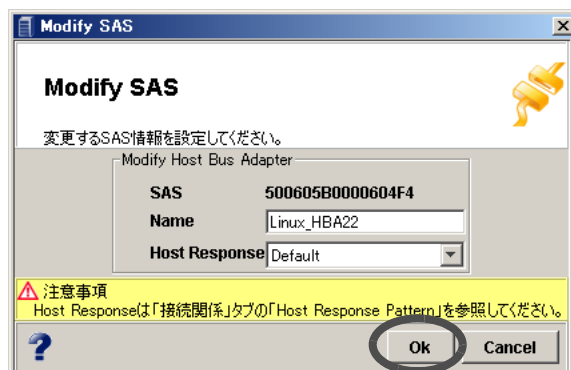 Modify SAS
Modify SAS
変更するSAS情報を設定してください。
Modify Host Bus Adapter
SAS 500605B0000604F4
Name Linux_HBA22
Host Response Default
注意事項
Host Responseは「接続関係」タブの「Host Response Pattern」を参照してください。
? Ok Cancel